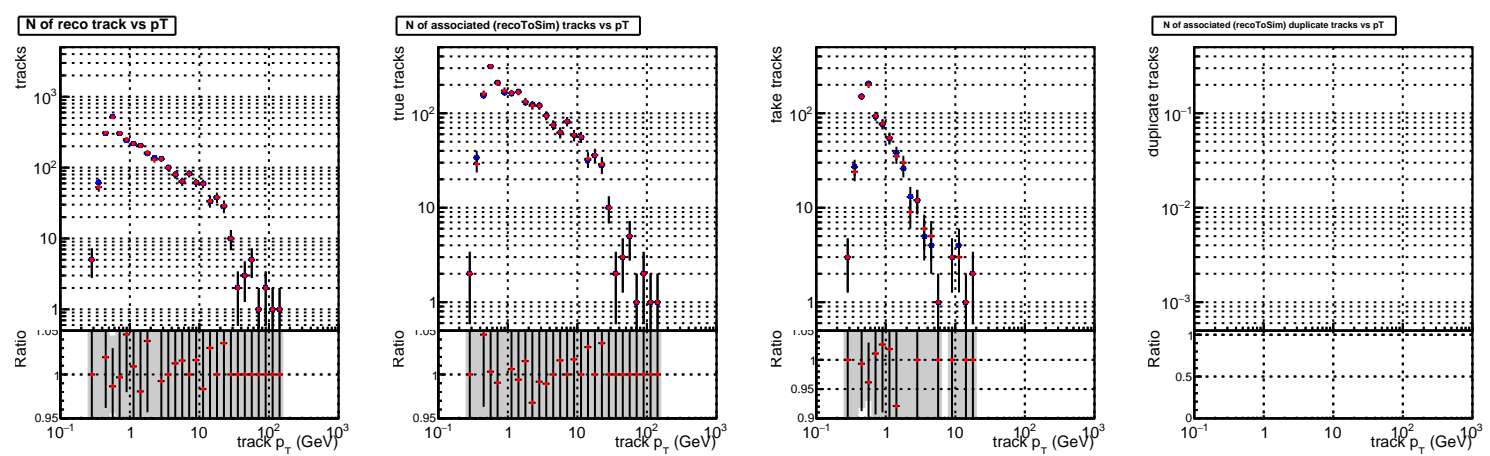 N of reco track vs pT
tracks
10³
10²
10
1
1.05
Ratio
1
0.95
10⁻¹ 1 10 10² 10³
track p_T (GeV)
N of associated (recoToSim) tracks vs pT
true tracks
10²
10
1
1.05
Ratio
1
0.95
10⁻¹ 1 10 10² 10³
track p_T (GeV)
fake tracks
10²
10
1
Ratio
1
0.95
0.9
10⁻¹ 1 10 10² 10³
track p_T (GeV)
N of associated (recoToSim) duplicate tracks vs pT
duplicate tracks
10⁻¹
10⁻²
10⁻³
Ratio
1
0.5
0
10⁻¹ 1 10 10² 10³
track p_T (GeV)